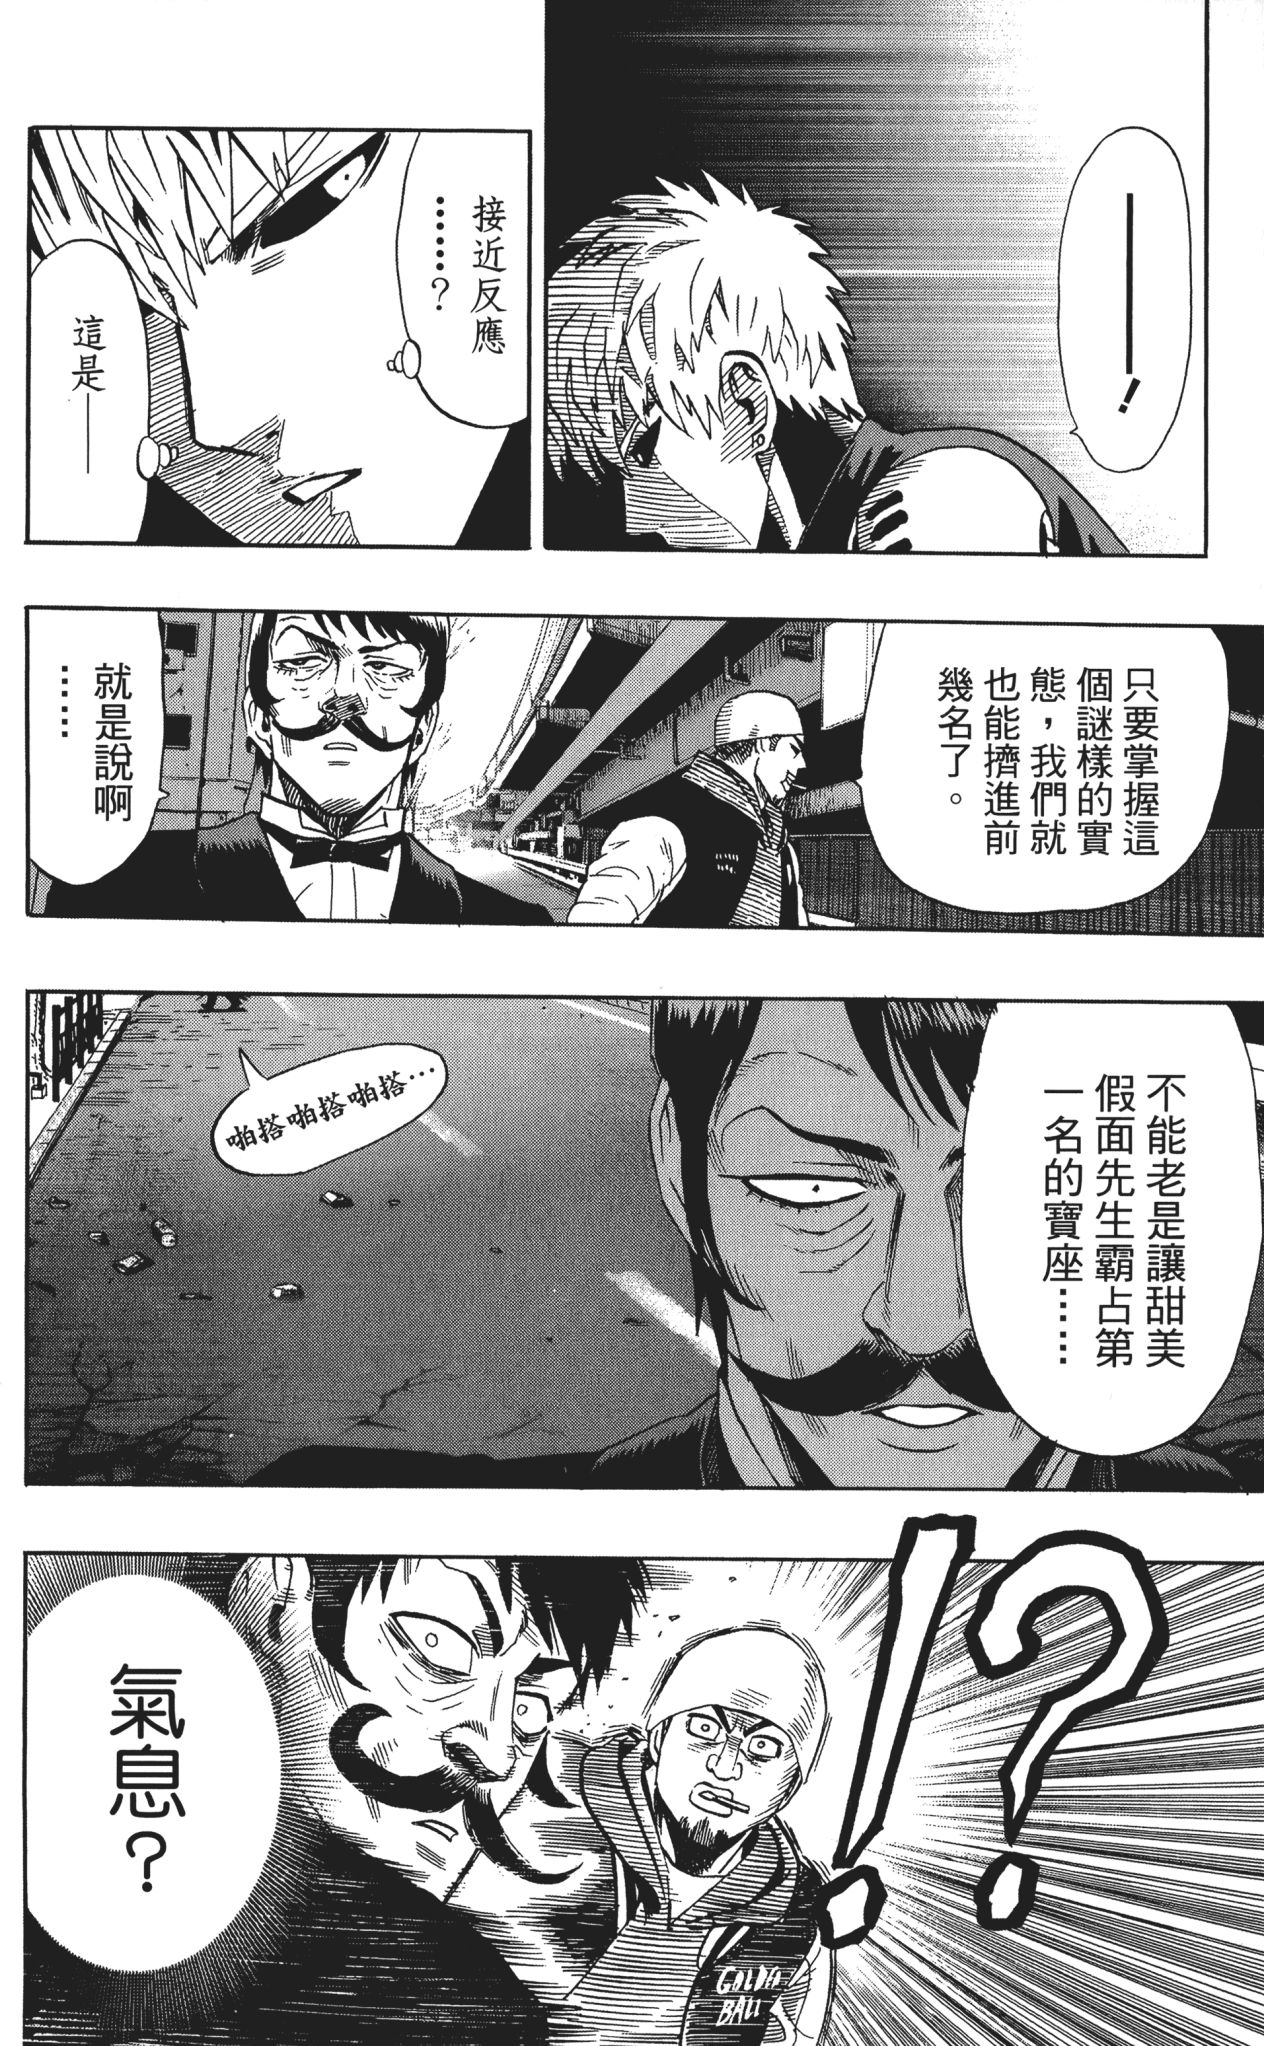 ——！
接近反應
……？
這是——
只要掌握這
個謎樣的實
態，我們就
也能擠進前
幾名了。
就是說啊
……
不能老是讓甜美
假面先生霸占第
一名的寶座……
啪搭啪搭啪搭…
!?
氣息？
GOLDEN
BALL